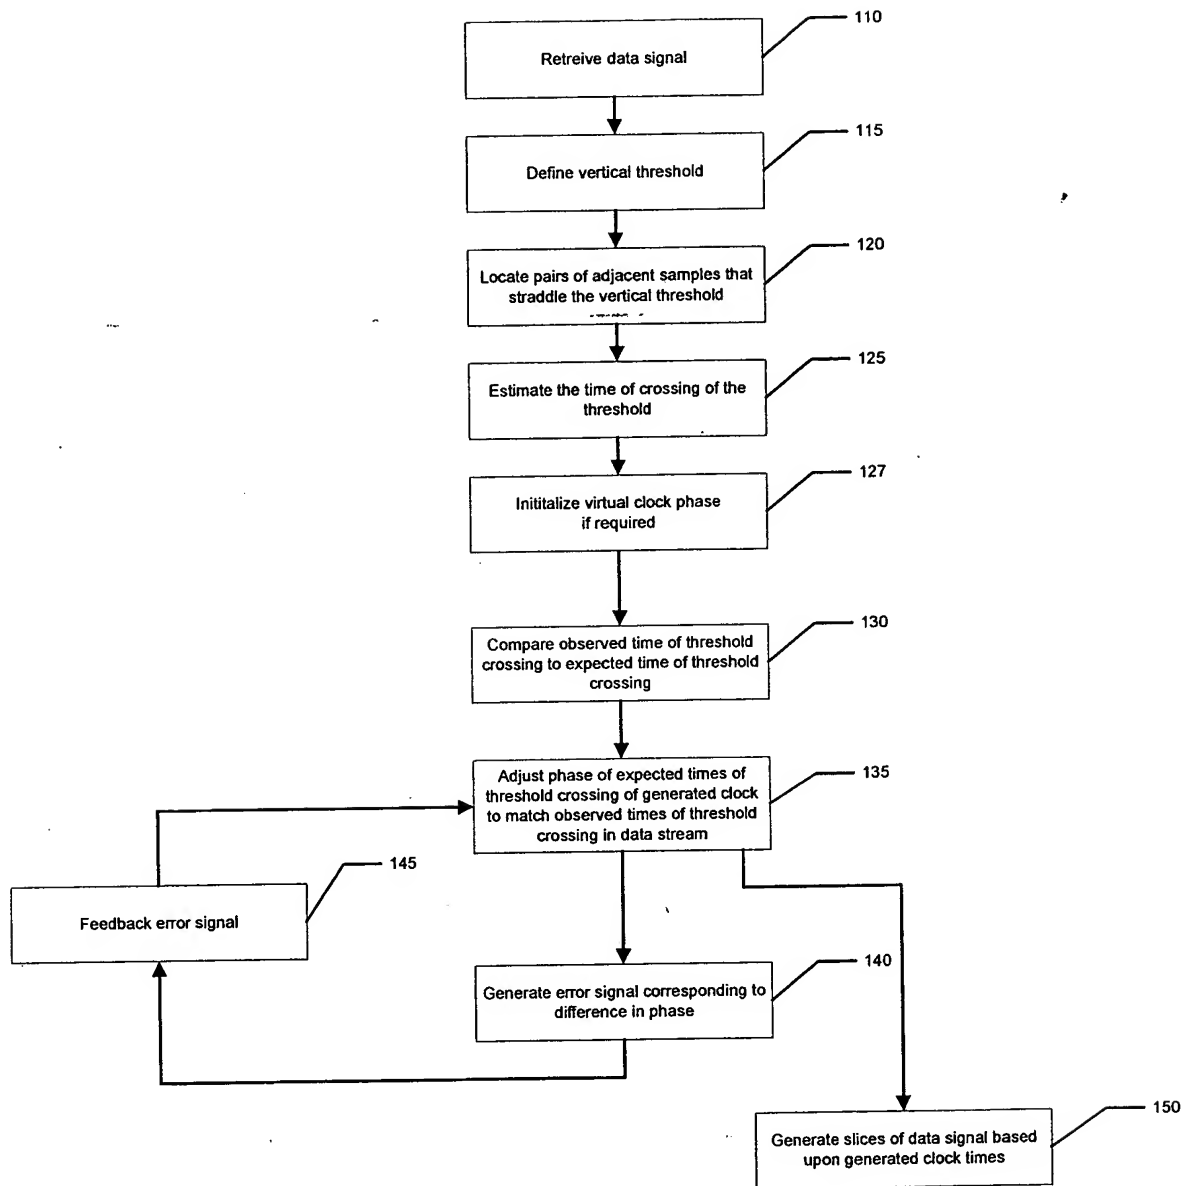 110
Retreive data signal
115
Define vertical threshold
120
Locate pairs of adjacent samples that
straddle the vertical threshold
125
Estimate the time of crossing of the
threshold
127
Inititalize virtual clock phase
if required
130
Compare observed time of threshold
crossing to expected time of threshold
crossing
135
Adjust phase of expected times of
threshold crossing of generated clock
to match observed times of threshold
crossing in data stream
145
Feedback error signal
140
Generate error signal corresponding to
difference in phase
150
Generate slices of data signal based
upon generated clock times